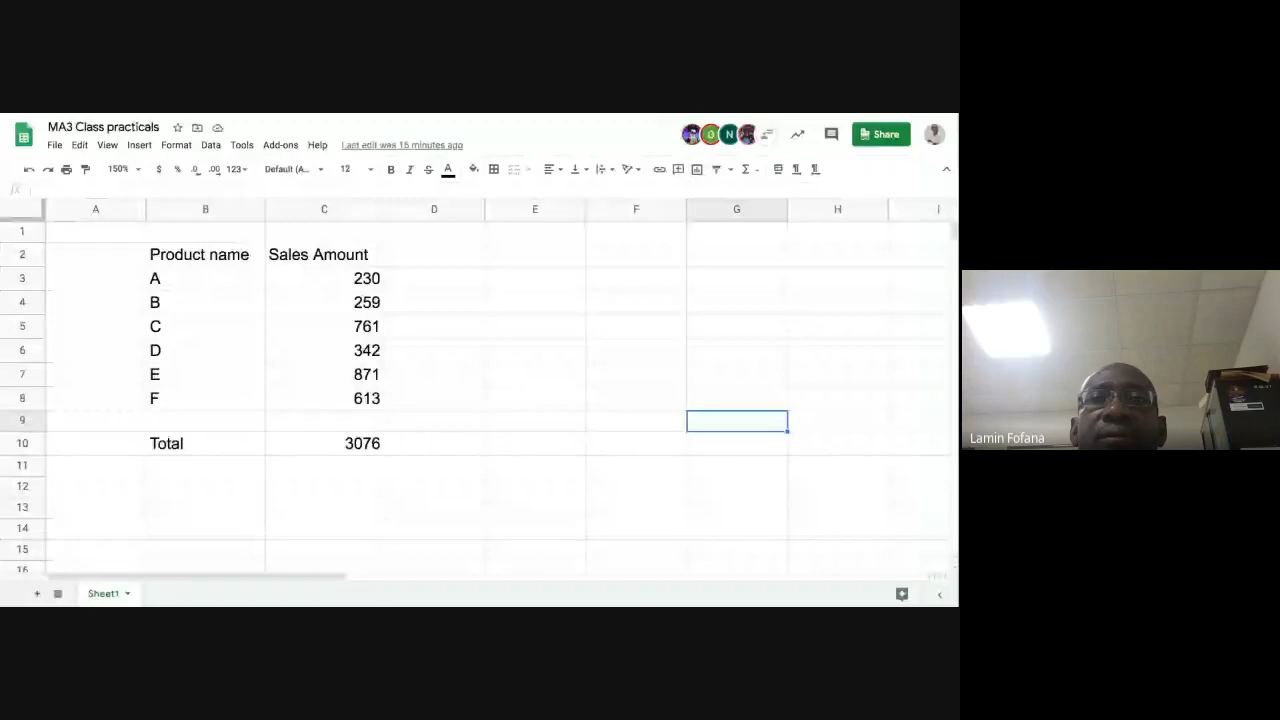 MA3 Class practicals
File Edit View Insert Format Data Tools Add-ons Help Last edit was 15 minutes ago
Share
150% $ % .0 .00 123 Default (A... 12 B I S A
A B C D E F G H I
1
2 Product name Sales Amount
3 A 230
4 B 259
5 C 761
6 D 342
7 E 871
8 F 613
9
10 Total 3076
11
12
13
14
15
16
Sheet1
Lamin Fofana